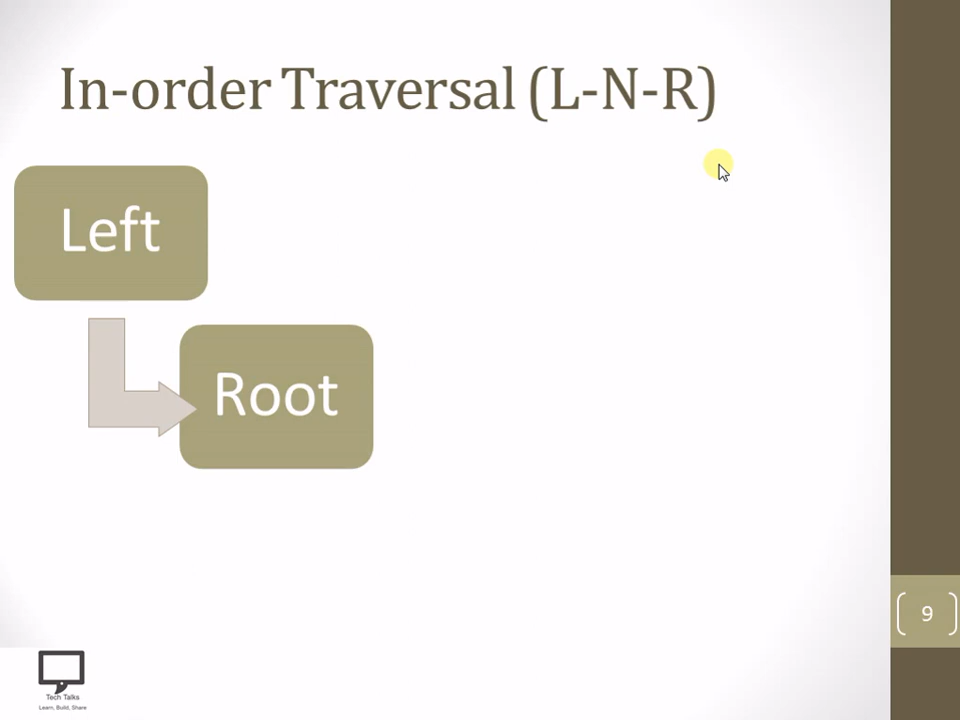 In-order Traversal (L-N-R)
Left
Root
9
Tech Talks
Learn, Build, Share